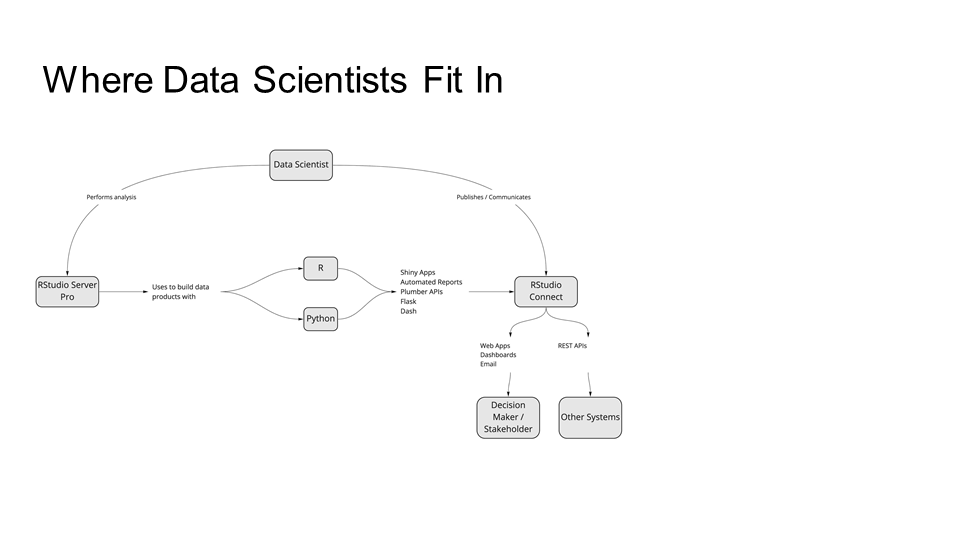 Where Data Scientists Fit In
Data Scientist
Performs analysis
Publishes / Communicates
RStudio Server
Pro
Uses to build data
products with
R
Python
Shiny Apps
Automated Reports
Plumber APIs
Flask
Dash
RStudio
Connect
Web Apps
Dashboards
Email
REST APIs
Decision
Maker /
Stakeholder
Other Systems